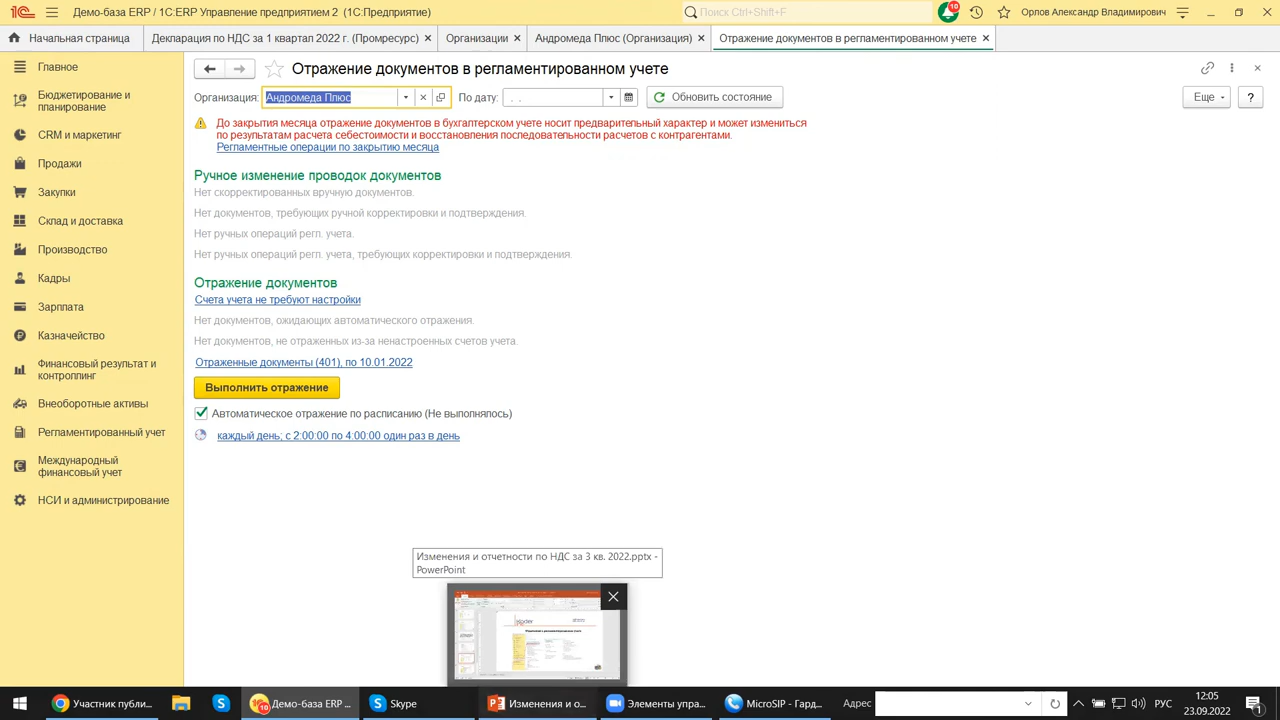 Демо-база ERP / 1С:ERP Управление предприятием 2 (1С:Предприятие)
Поиск Ctrl+Shift+F
10
Орлов Александр Владимирович
Начальная страница
Декларация по НДС за 1 квартал 2022 г. (Промресурс)
Организации
Андромеда Плюс (Организация)
Отражение документов в регламентированном учете
Главное
Бюджетирование и
планирование
CRM и маркетинг
Продажи
Закупки
Склад и доставка
Производство
Кадры
Зарплата
Казначейство
Финансовый результат и
контроллинг
Внеоборотные активы
Регламентированный учет
Международный
финансовый учет
НСИ и администрирование
Отражение документов в регламентированном учете
Организация:
Андромеда Плюс
По дату:
. .
Обновить состояние
Еще
?
До закрытия месяца отражение документов в бухгалтерском учете носит предварительный характер и может измениться
по результатам расчета себестоимости и восстановления последовательности расчетов с контрагентами.
Регламентные операции по закрытию месяца
Ручное изменение проводок документов
Нет скорректированных вручную документов.
Нет документов, требующих ручной корректировки и подтверждения.
Нет ручных операций регл. учета.
Нет ручных операций регл. учета, требующих корректировки и подтверждения.
Отражение документов
Счета учета не требуют настройки
Нет документов, ожидающих автоматического отражения.
Нет документов, не отраженных из-за ненастроенных счетов учета.
Отраженные документы (401), по 10.01.2022
Выполнить отражение
Автоматическое отражение по расписанию (Не выполнялось)
каждый день; с 2:00:00 по 4:00:00 один раз в день
Изменения и отчетности по НДС за 3 кв. 2022.pptx -
PowerPoint
Участник публи...
10
Демо-база ERP ...
Skype
Изменения и о...
Элементы упра...
MicroSIP - Гард...
Адрес
РУС
12:05
23.09.2022
1